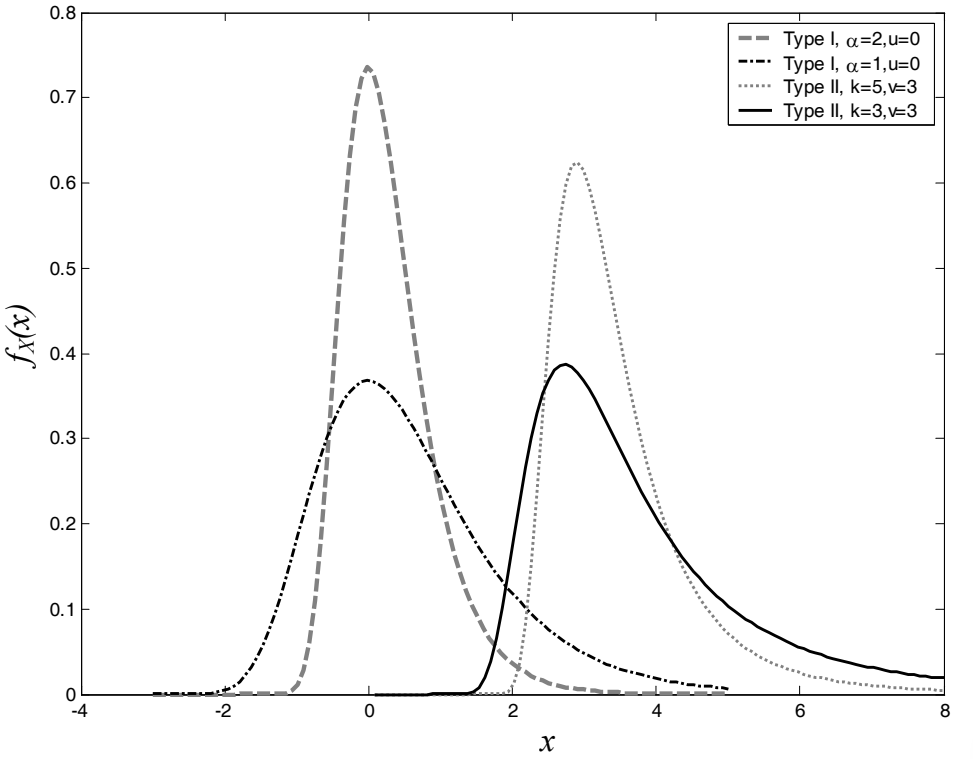 0.8
0.7
0.6
0.5
0.4
0.3
0.2
0.1
0
-4
-2
0
2
4
6
8
f_X(x)
x
Type I, α=2,u=0
Type I, α=1,u=0
Type II, k=5,v=3
Type II, k=3,v=3